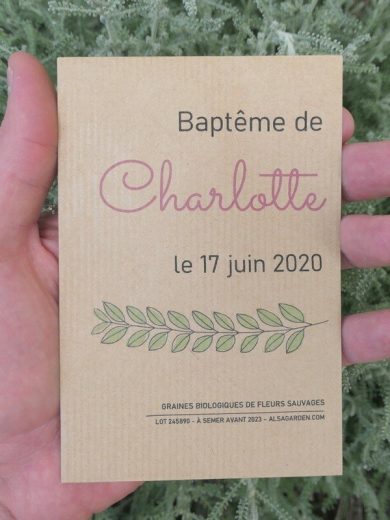 Baptême de
Charlotte
le 17 juin 2020
GRAINES BIOLOGIQUES DE FLEURS SAUVAGES
LOT 245890 - À SEMER AVANT 2023 - ALSAGARDEN.COM